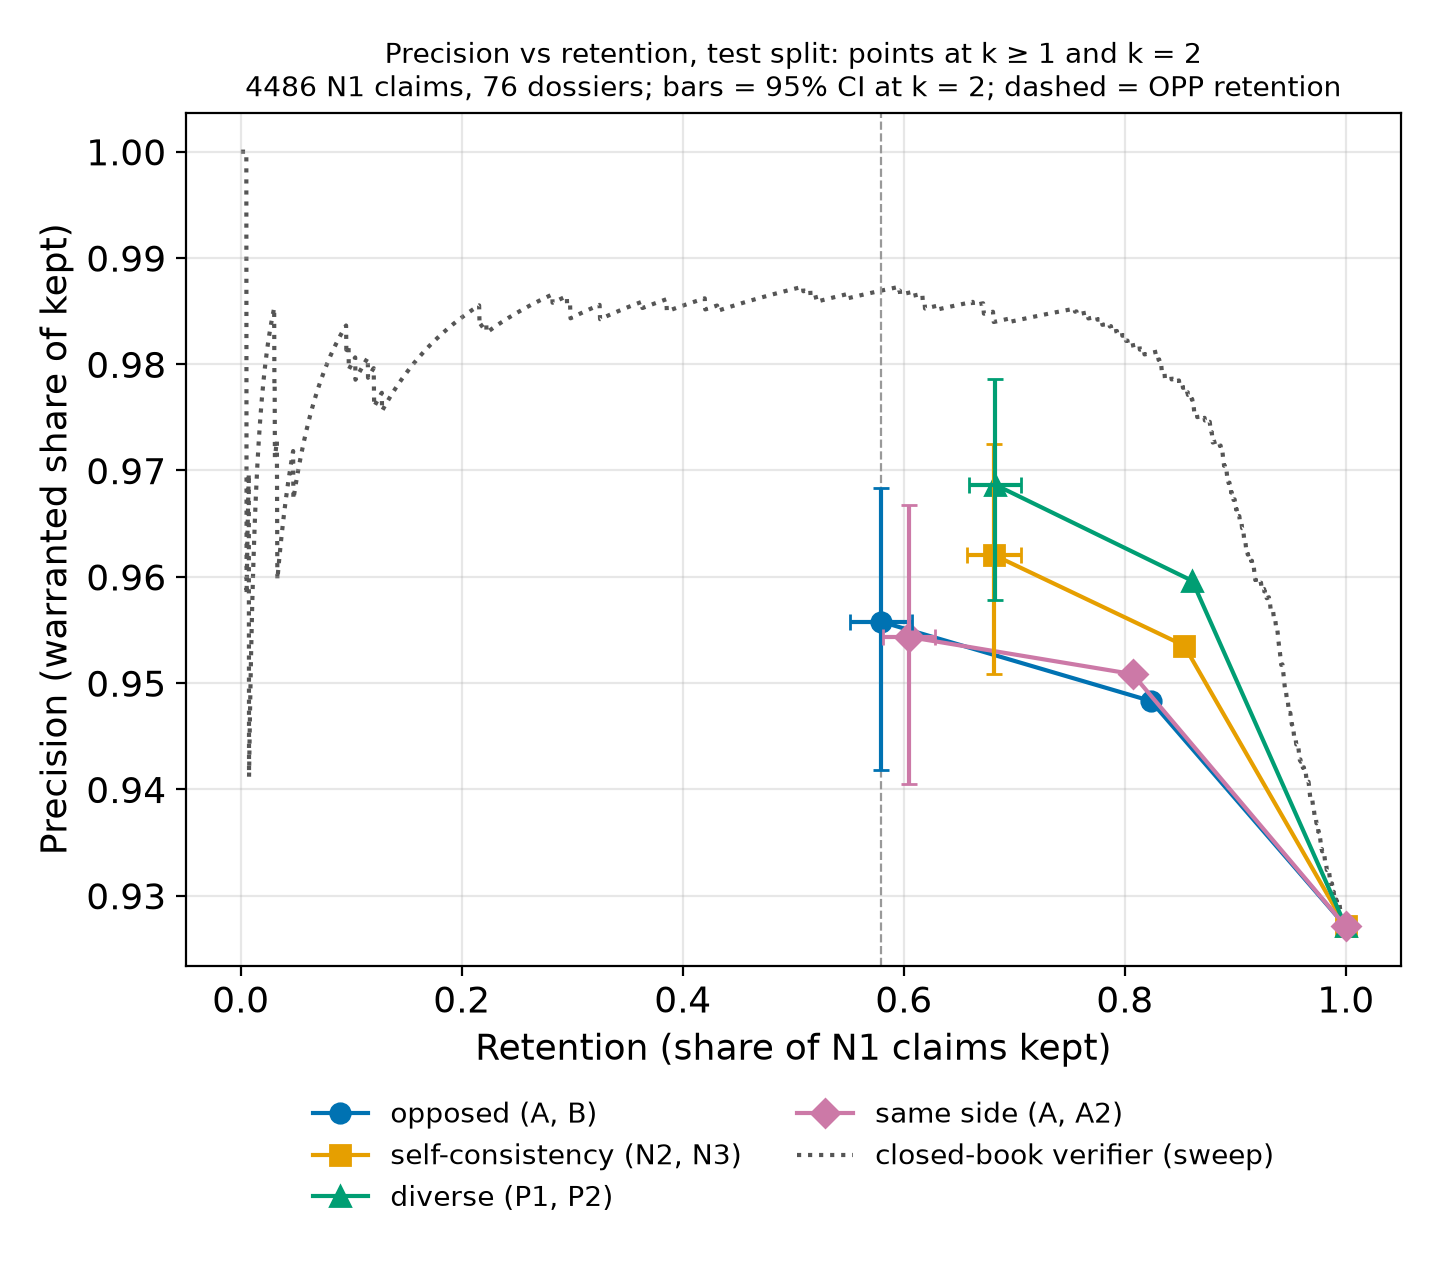 Precision vs retention, test split: points at k ≥ 1 and k = 2
4486 N1 claims, 76 dossiers; bars = 95% CI at k = 2; dashed = OPP retention
1.00
0.99
0.98
0.97
0.96
0.95
0.94
0.93
Precision (warranted share of kept)
0.0 0.2 0.4 0.6 0.8 1.0
Retention (share of N1 claims kept)
opposed (A, B)
self-consistency (N2, N3)
diverse (P1, P2)
same side (A, A2)
closed-book verifier (sweep)